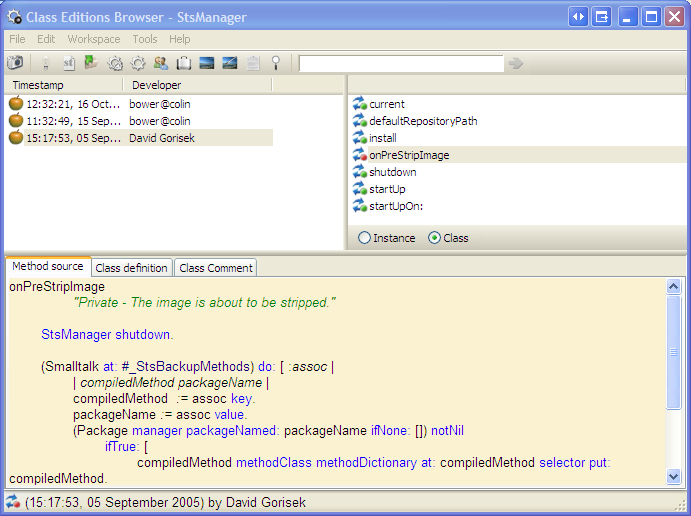 Class Editions Browser - StsManager
File Edit Workspace Tools Help
Timestamp Developer
12:32:21, 16 Oct... bower@colin
11:32:49, 15 Sep... bower@colin
15:17:53, 05 Sep... David Gorisek
current
defaultRepositoryPath
install
onPreStripImage
shutdown
startUp
startUpOn:
Instance Class
Method source Class definition Class Comment
onPreStripImage
"Private - The image is about to be stripped."
StsManager shutdown.
(Smalltalk at: #_StsBackupMethods) do: [ :assoc |
| compiledMethod packageName |
compiledMethod := assoc key.
packageName := assoc value.
(Package manager packageNamed: packageName ifNone: []) notNil
ifTrue: [
compiledMethod methodClass methodDictionary at: compiledMethod selector put:
compiledMethod.
(15:17:53, 05 September 2005) by David Gorisek